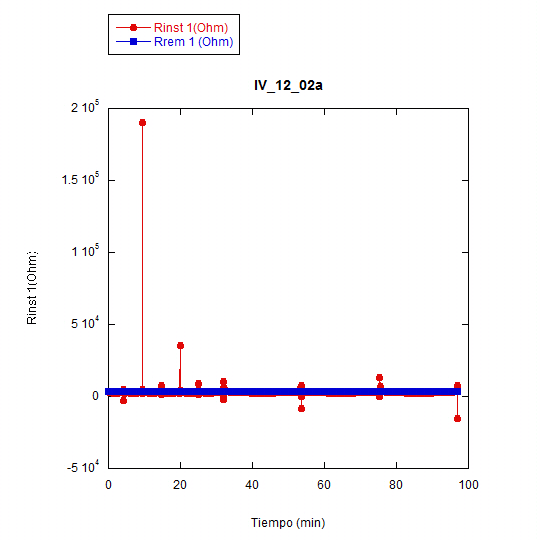 Rinst 1(Ohm)
Rrem 1 (Ohm)
IV_12_02a
2 10⁵
1.5 10⁵
1 10⁵
5 10⁴
0
-5 10⁴
Rinst 1(Ohm)
0 20 40 60 80 100
Tiempo (min)